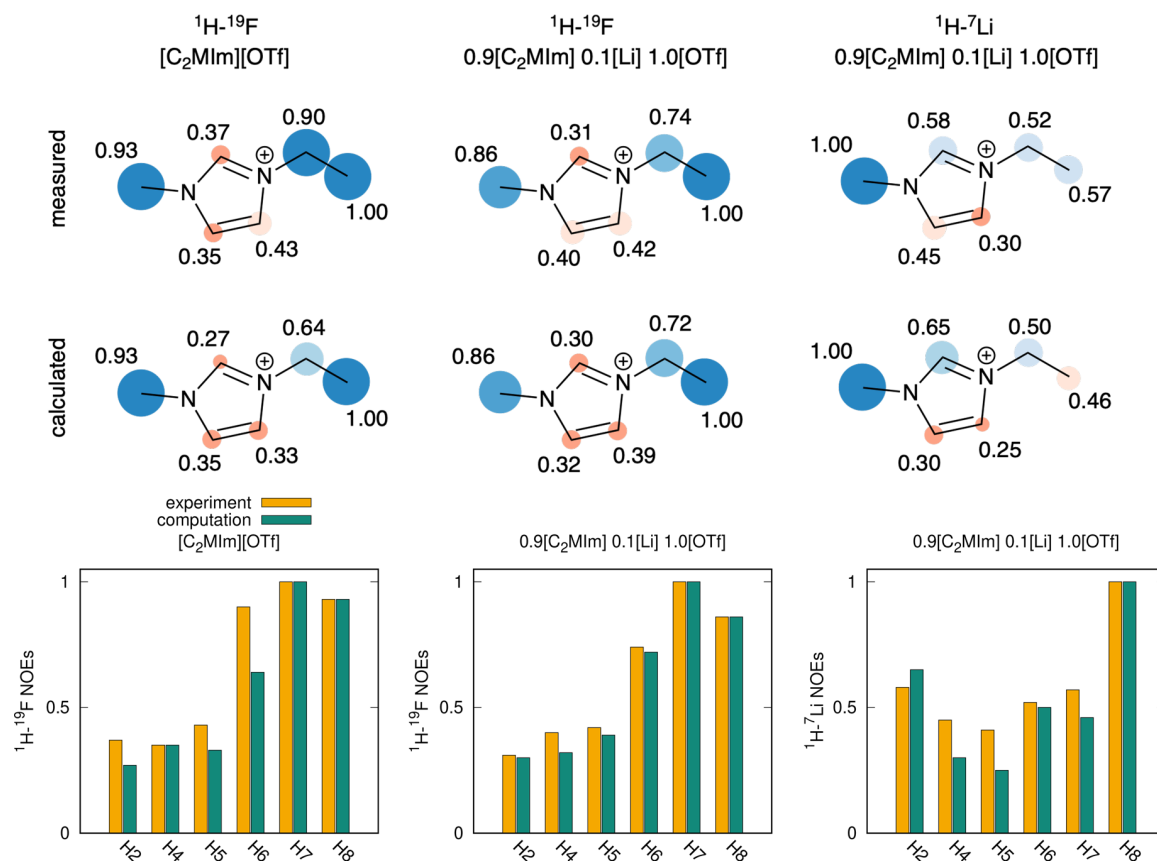 ¹H-¹⁹F
[C₂MIm][OTf]
¹H-¹⁹F
0.9[C₂MIm] 0.1[Li] 1.0[OTf]
¹H-⁷Li
0.9[C₂MIm] 0.1[Li] 1.0[OTf]
measured
0.93
0.37
0.90
N
N
⊕
1.00
0.35
0.43
0.86
0.31
0.74
N
N
⊕
1.00
0.40
0.42
1.00
0.58
0.52
N
N
⊕
0.57
0.45
0.30
calculated
0.93
0.27
0.64
N
N
⊕
1.00
0.35
0.33
0.86
0.30
0.72
N
N
⊕
1.00
0.32
0.39
1.00
0.65
0.50
N
N
⊕
0.46
0.30
0.25
experiment
computation
[C₂MIm][OTf]
¹H-¹⁹F NOEs
1
0.5
0
H2
H4
H5
H6
H7
H8
0.9[C₂MIm] 0.1[Li] 1.0[OTf]
¹H-¹⁹F NOEs
1
0.5
0
H2
H4
H5
H6
H7
H8
0.9[C₂MIm] 0.1[Li] 1.0[OTf]
¹H-⁷Li NOEs
1
0.5
0
H2
H4
H5
H6
H7
H8